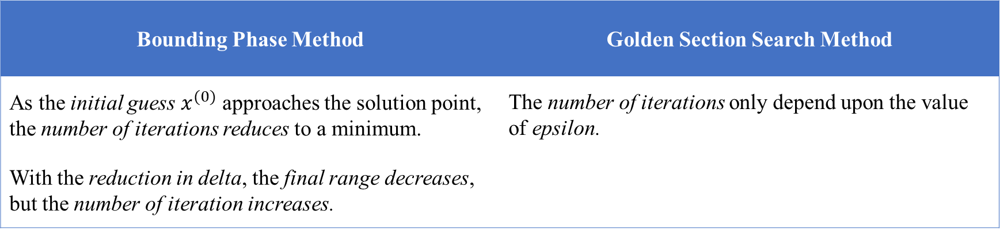 Bounding Phase Method
Golden Section Search Method
As the initial guess x⁽⁰⁾ approaches the solution point,
the number of iterations reduces to a minimum.
With the reduction in delta, the final range decreases,
but the number of iteration increases.
The number of iterations only depend upon the value
of epsilon.